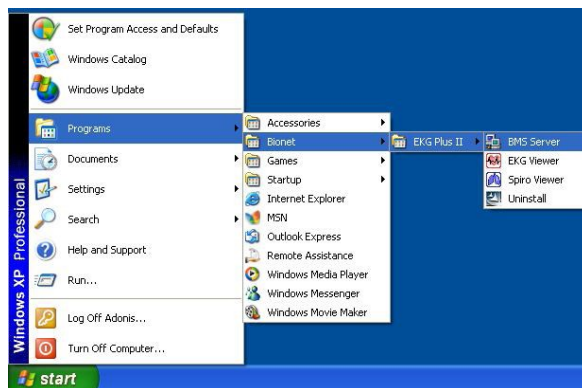 Set Program Access and Defaults
Windows Catalog
Windows Update
Programs
Documents
Settings
Search
Help and Support
Run...
Log Off Adonis...
Turn Off Computer...
Windows XP Professional
start
Accessories
Bionet
Games
Startup
Internet Explorer
MSN
Outlook Express
Remote Assistance
Windows Media Player
Windows Messenger
Windows Movie Maker
EKG Plus II
BMS Server
EKG Viewer
Spiro Viewer
Uninstall